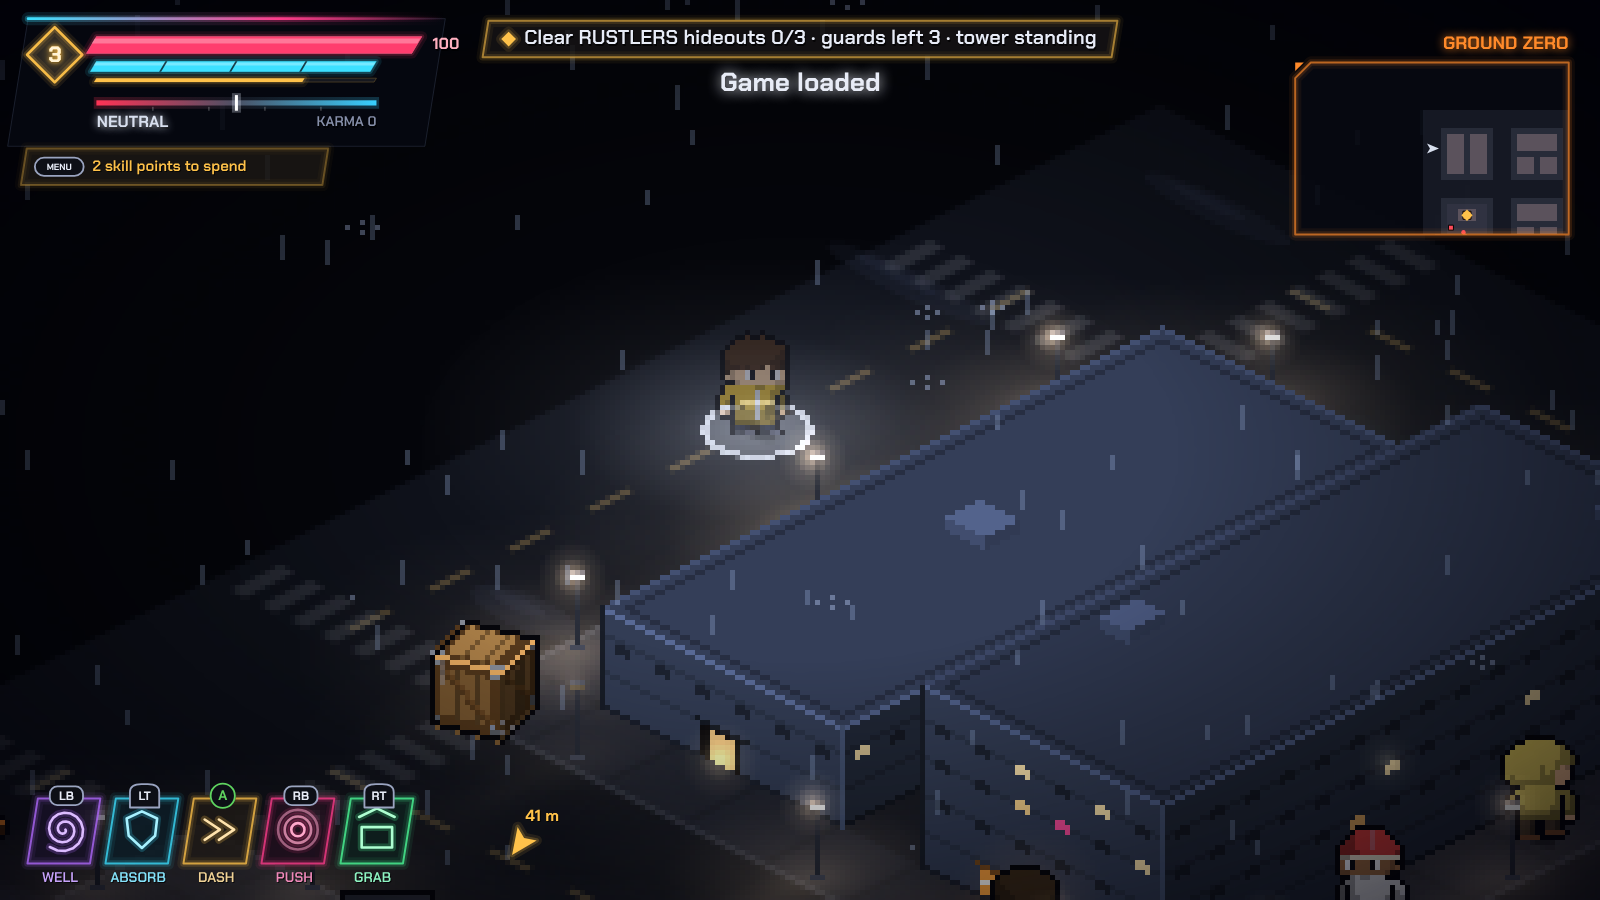 3
100
NEUTRAL
KARMA 0
MENU
2 skill points to spend
Clear RUSTLERS hideouts 0/3 · guards left 3 · tower standing
Game loaded
GROUND ZERO
41 m
LB
LT
A
RB
RT
WELL
ABSORB
DASH
PUSH
GRAB